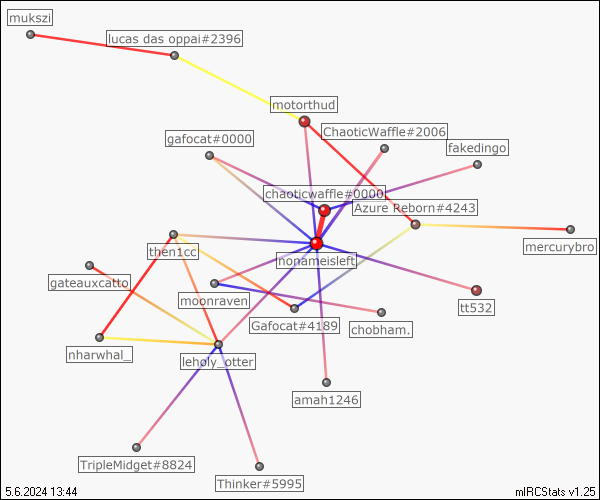 mukszi
lucas das oppai#2396
motorthud
ChaoticWaffle#2006
gafocat#0000
fakedingo
chaoticwaffle#0000
Azure Reborn#4243
mercurybro
then1cc
nonameisleft
gateauxcatto
moonraven
tt532
Gafocat#4189
chobham.
nharwhal_
leholy_otter
amah1246
TripleMidget#8824
Thinker#5995
5.6.2024 13:44
mIRCStats v1.25